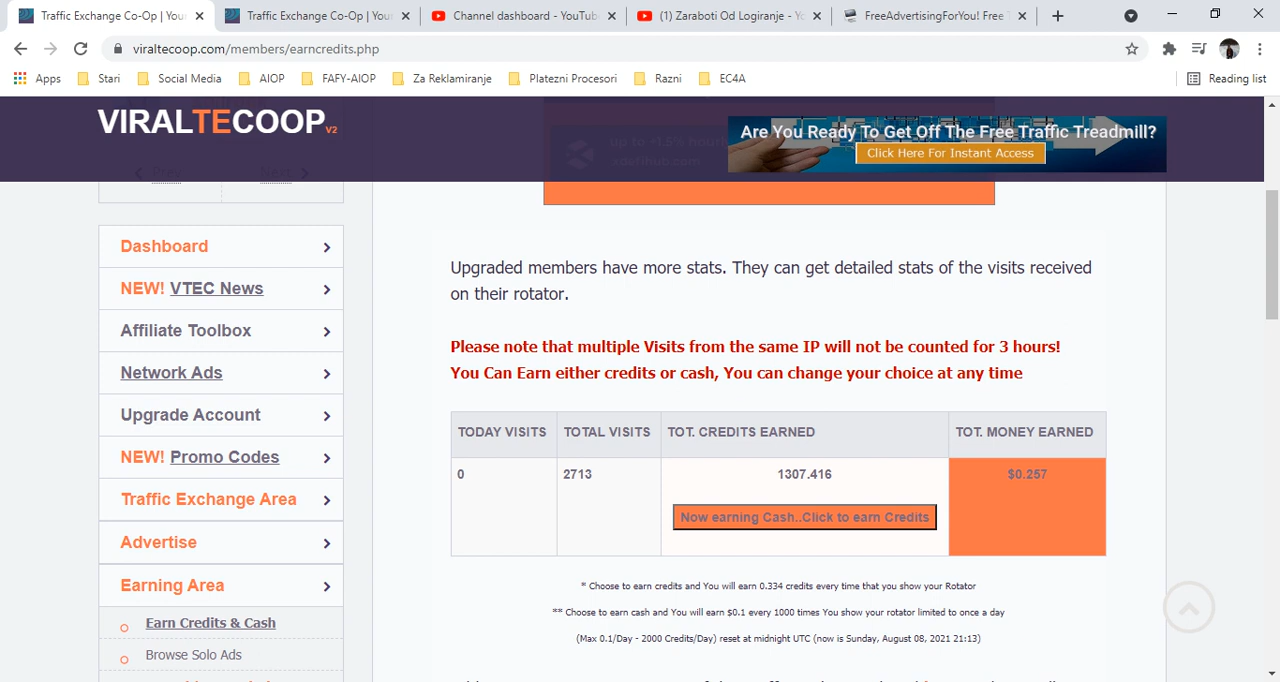 Traffic Exchange Co-Op | Your
Traffic Exchange Co-Op | Your
Channel dashboard - YouTub
(1) Zaraboti Od Logiranje - Yo
FreeAdvertisingForYou! Free T
viraltecoop.com/members/earncredits.php
Apps
Stari
Social Media
AIOP
FAFY-AIOP
Za Reklamiranje
Platezni Procesori
Razni
EC4A
Reading list
VIRALTECOOP V2
Are You Ready To Get Off The Free Traffic Treadmill?
Click Here For Instant Access
Prev
Next
Dashboard
NEW! VTEC News
Affiliate Toolbox
Network Ads
Upgrade Account
NEW! Promo Codes
Traffic Exchange Area
Advertise
Earning Area
Earn Credits & Cash
Browse Solo Ads
Upgraded members have more stats. They can get detailed stats of the visits received
on their rotator.
Please note that multiple Visits from the same IP will not be counted for 3 hours!
You Can Earn either credits or cash, You can change your choice at any time
TODAY VISITS TOTAL VISITS TOT. CREDITS EARNED TOT. MONEY EARNED
0 2713 1307.416 $0.257
Now earning Cash..Click to earn Credits
* Choose to earn credits and You will earn 0.334 credits every time that you show your Rotator
** Choose to earn cash and You will earn $0.1 every 1000 times You show your rotator limited to once a day
(Max 0.1/Day - 2000 Credits/Day) reset at midnight UTC (now is Sunday, August 08, 2021 21:13)